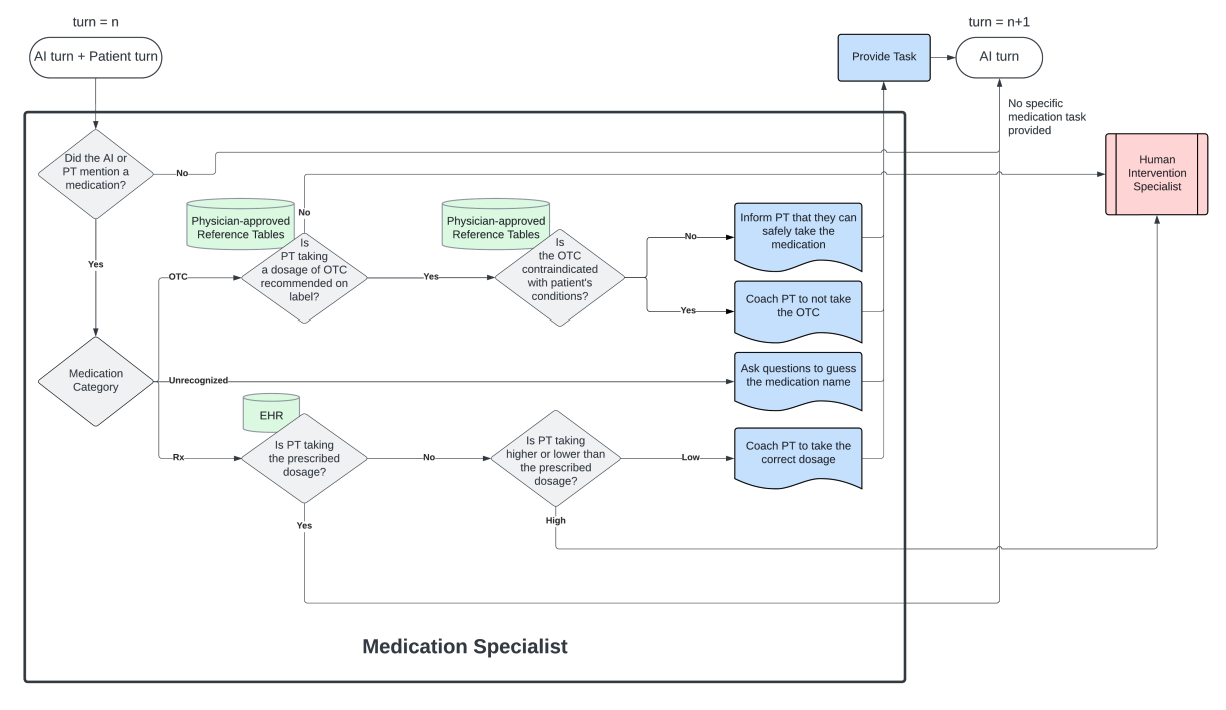 turn = n
turn = n+1
AI turn + Patient turn
Provide Task
AI turn
No specific
medication task
provided
Did the AI or
PT mention a
medication?
No
Human
Intervention
Specialist
Yes
Physician-approved
Reference Tables
No
Physician-approved
Reference Tables
OTC
Is
PT taking
a dosage of OTC
recommended on
label?
Yes
Is
the OTC
contraindicated
with patient's
conditions?
No
Inform PT that they can
safely take the
medication
Yes
Coach PT to not take
the OTC
Medication
Category
Unrecognized
Ask questions to guess
the medication name
EHR
Rx
Is PT taking
the prescribed
dosage?
No
Is PT taking
higher or lower than
the prescribed
dosage?
Low
Coach PT to take the
correct dosage
Yes
High
Medication Specialist